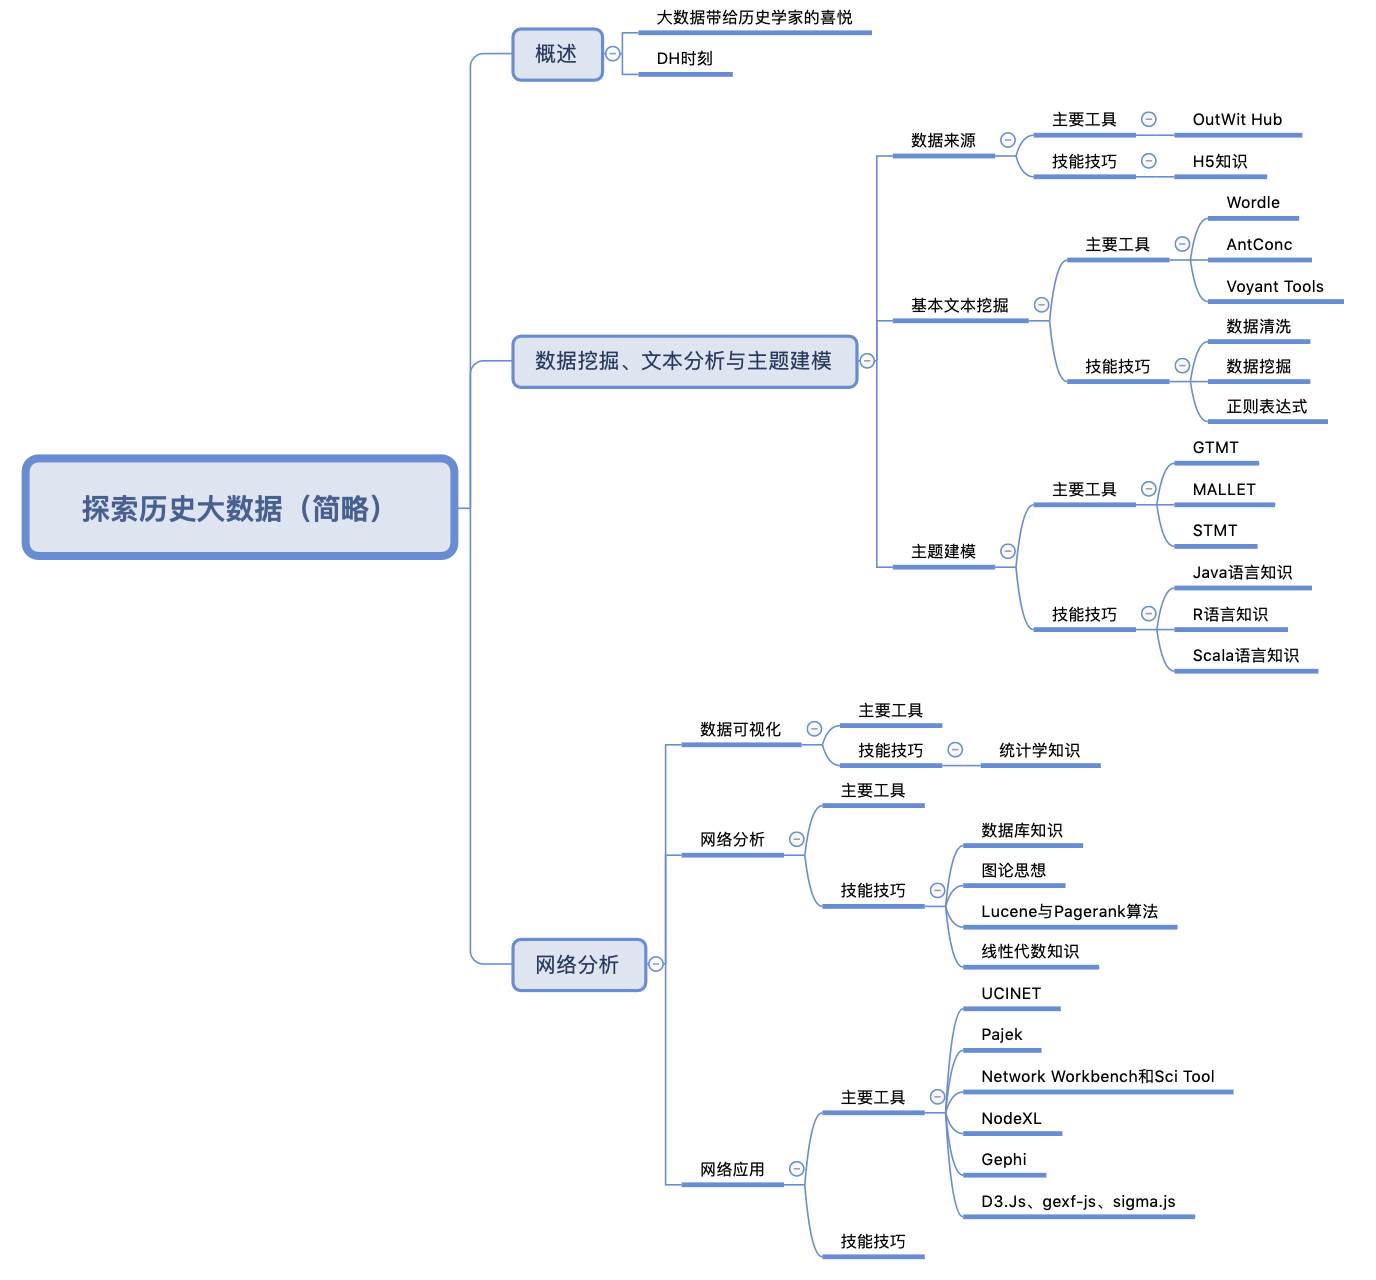 探索历史大数据（简略）
概述
大数据带给历史学家的喜悦
DH时刻
数据挖掘、文本分析与主题建模
数据来源
主要工具
OutWit Hub
技能技巧
H5知识
基本文本挖掘
主要工具
Wordle
AntConc
Voyant Tools
技能技巧
数据清洗
数据挖掘
正则表达式
主题建模
主要工具
GTMT
MALLET
STMT
技能技巧
Java语言知识
R语言知识
Scala语言知识
网络分析
数据可视化
主要工具
技能技巧
统计学知识
网络分析
主要工具
技能技巧
数据库知识
图论思想
Lucene与Pagerank算法
线性代数知识
网络应用
主要工具
UCINET
Pajek
Network Workbench和Sci Tool
NodeXL
Gephi
D3.Js、gexf-js、sigma.js
技能技巧